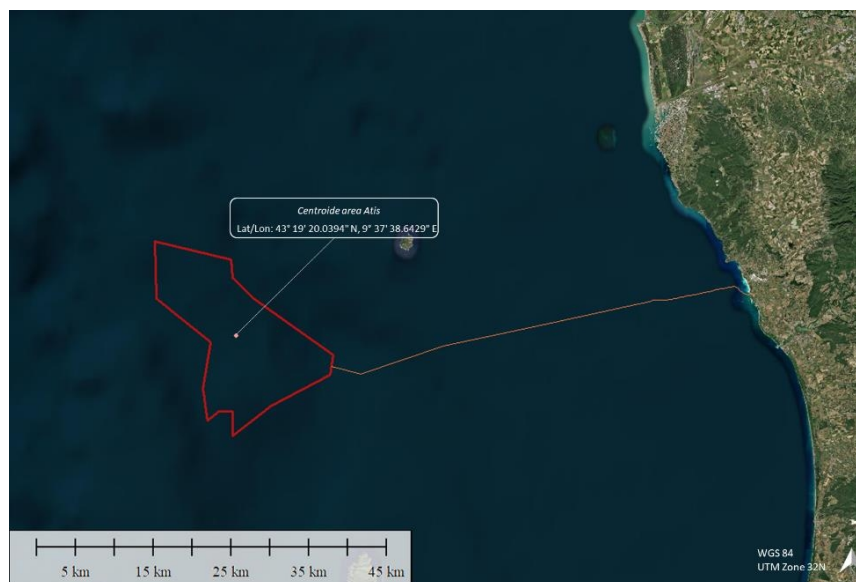 Centroide area Atis
Lat/Lon: 43° 19' 20.0394" N, 9° 37' 38.6429" E
5 km 15 km 25 km 35 km 45 km
WGS 84
UTM Zone 32N